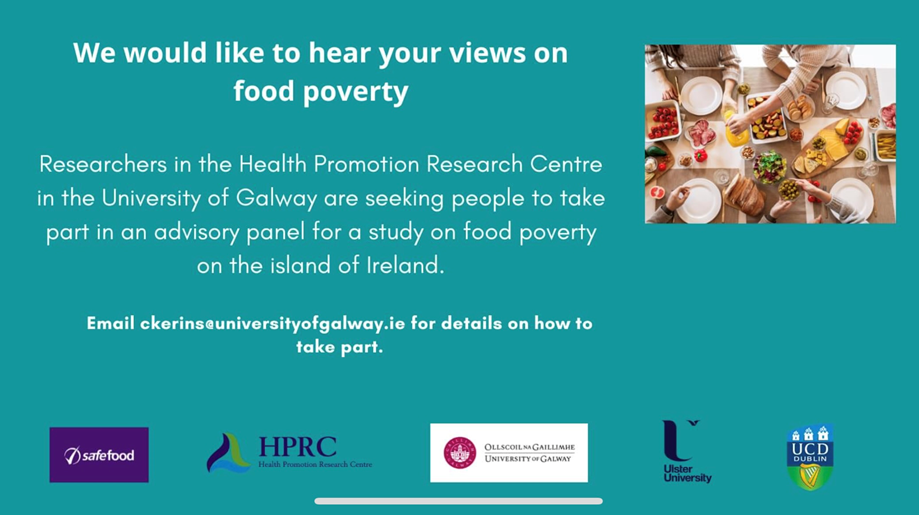 We would like to hear your views on
food poverty
Researchers in the Health Promotion Research Centre
in the University of Galway are seeking people to take
part in an advisory panel for a study on food poverty
on the island of Ireland.
Email ckerins@universityofgalway.ie for details on how to
take part.
safefood
HPRC
Health Promotion Research Centre
OLLSCOIL NA GAILLIMHE
UNIVERSITY OF GALWAY
Ulster
University
UCD
DUBLIN